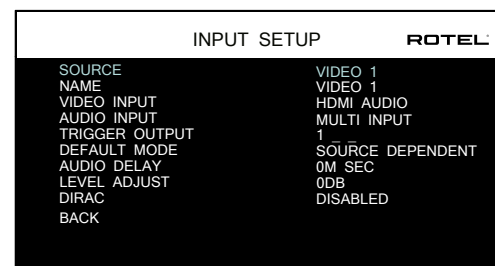 INPUT SETUP ROTEL
SOURCE VIDEO 1
NAME VIDEO 1
VIDEO INPUT HDMI AUDIO
AUDIO INPUT MULTI INPUT
TRIGGER OUTPUT 1 _ _
DEFAULT MODE SOURCE DEPENDENT
AUDIO DELAY 0M SEC
LEVEL ADJUST 0DB
DIRAC DISABLED
BACK